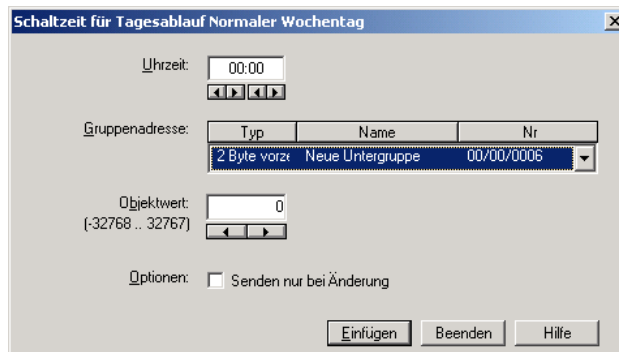 Schaltzeit für Tagesablauf Normaler Wochentag
Uhrzeit: 00:00
Gruppenadresse: Typ Name Nr
2 Byte vorze Neue Untergruppe 00/00/0006
Objektwert: 0
(-32768 .. 32767)
Optionen: Senden nur bei Änderung
Einfügen Beenden Hilfe